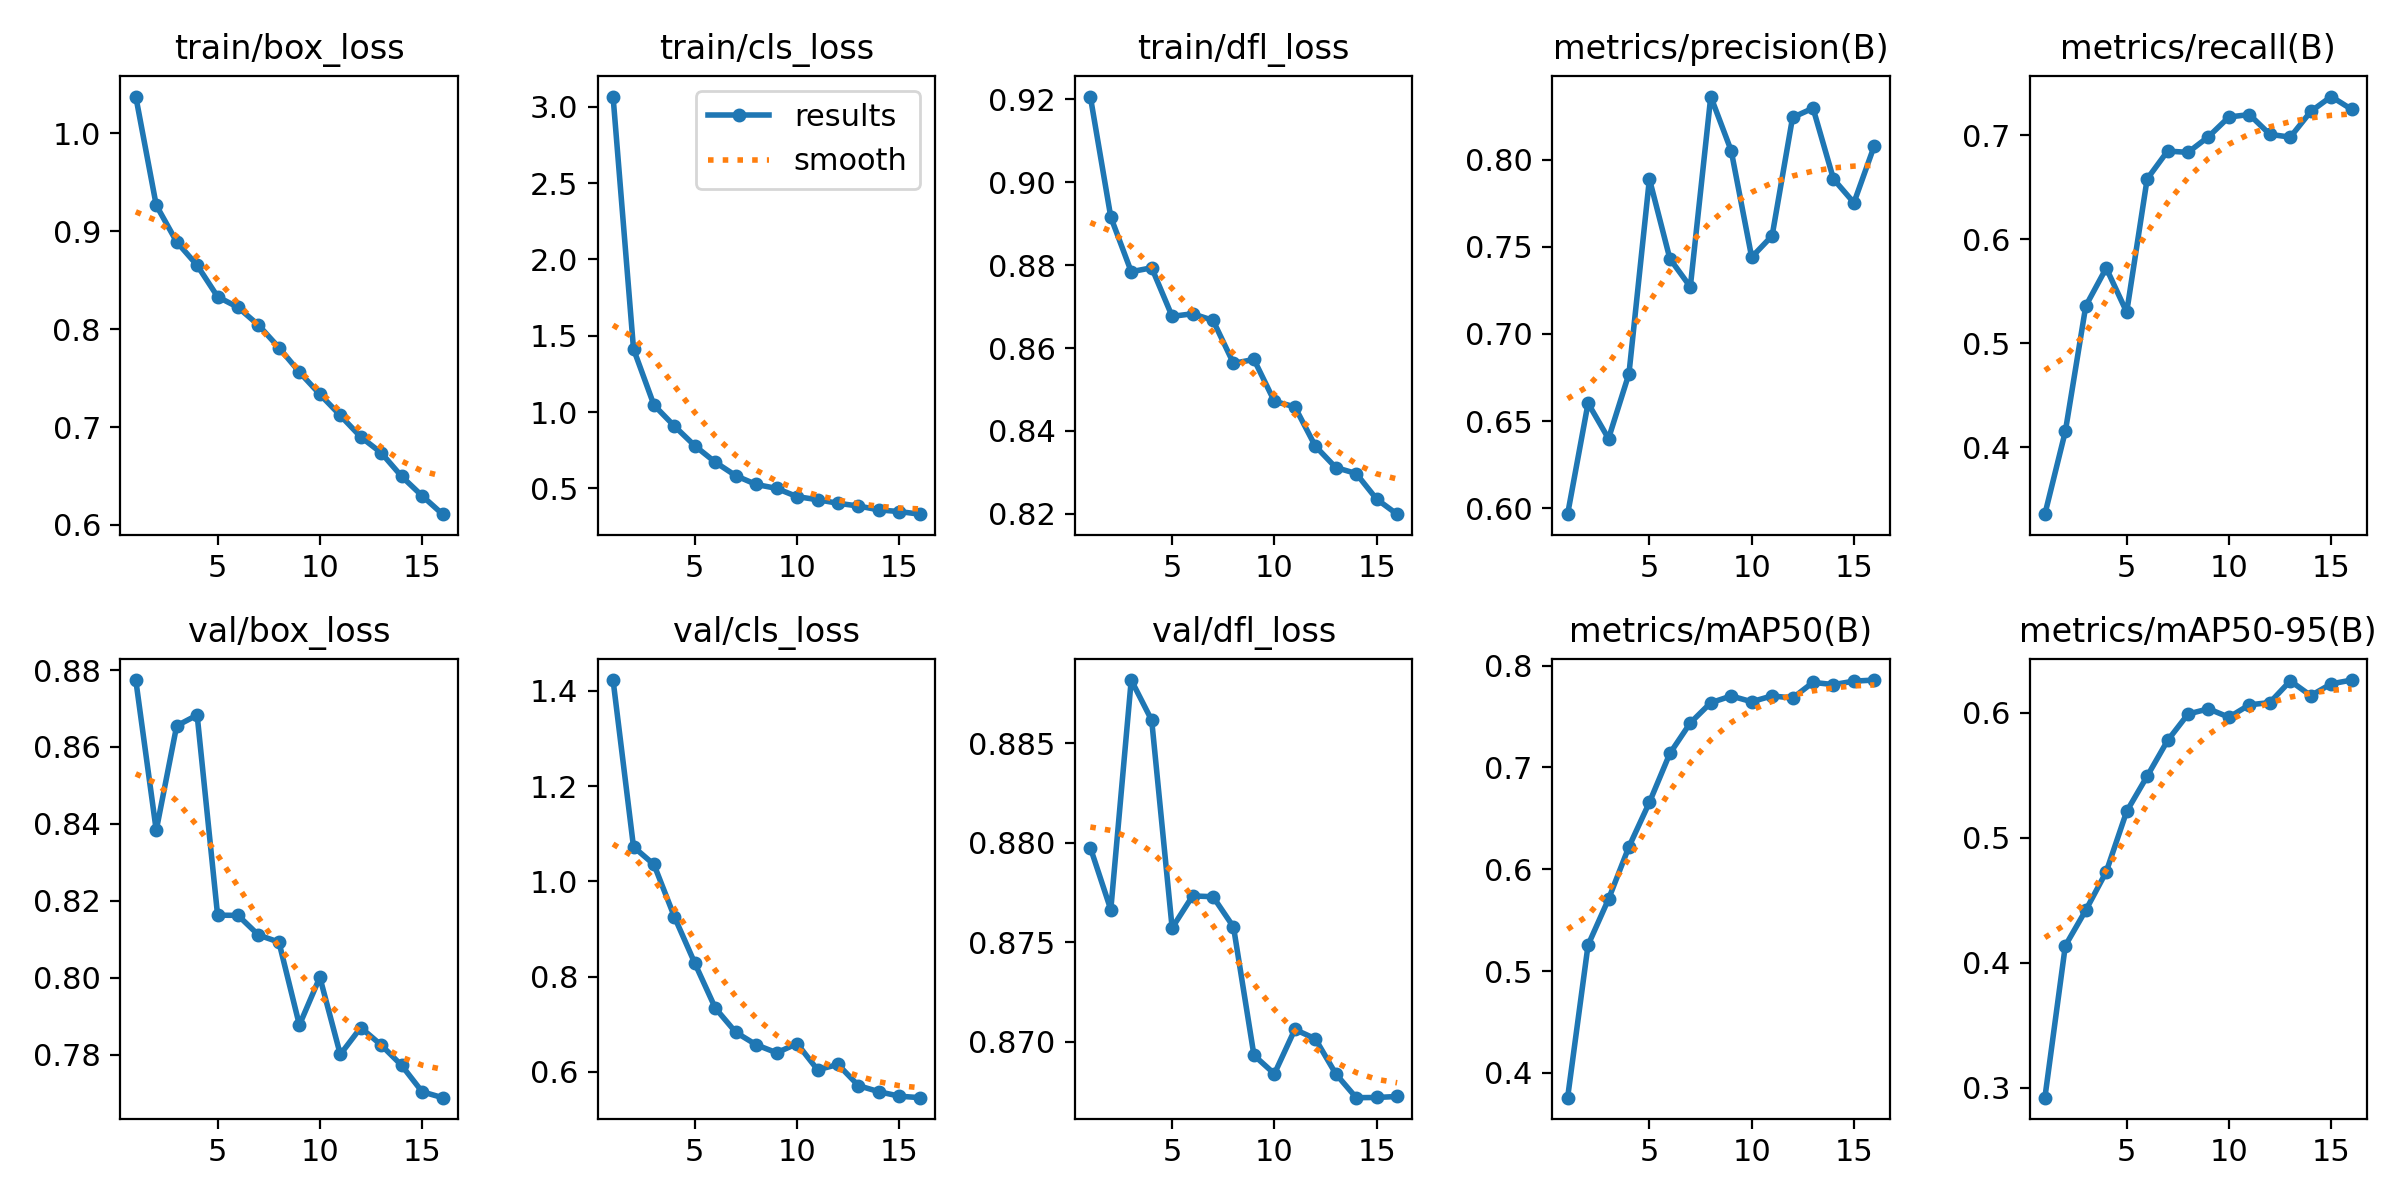 train/box_loss
train/cls_loss
train/dfl_loss
metrics/precision(B)
metrics/recall(B)
1.0
0.9
0.8
0.7
0.6
5 10 15
3.0
2.5
2.0
1.5
1.0
0.5
results
smooth
5 10 15
0.92
0.90
0.88
0.86
0.84
0.82
5 10 15
0.80
0.75
0.70
0.65
0.60
5 10 15
0.7
0.6
0.5
0.4
5 10 15
val/box_loss
val/cls_loss
val/dfl_loss
metrics/mAP50(B)
metrics/mAP50-95(B)
0.88
0.86
0.84
0.82
0.80
0.78
5 10 15
1.4
1.2
1.0
0.8
0.6
5 10 15
0.885
0.880
0.875
0.870
5 10 15
0.8
0.7
0.6
0.5
0.4
5 10 15
0.6
0.5
0.4
0.3
5 10 15